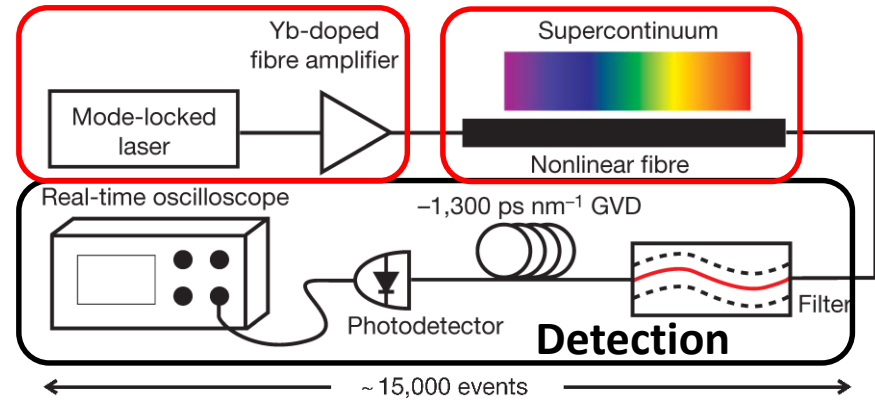 Yb-doped
fibre amplifier
Mode-locked
laser
Supercontinuum
Nonlinear fibre
Real-time oscilloscope
−1,300 ps nm⁻¹ GVD
Photodetector
Filter
Detection
~ 15,000 events